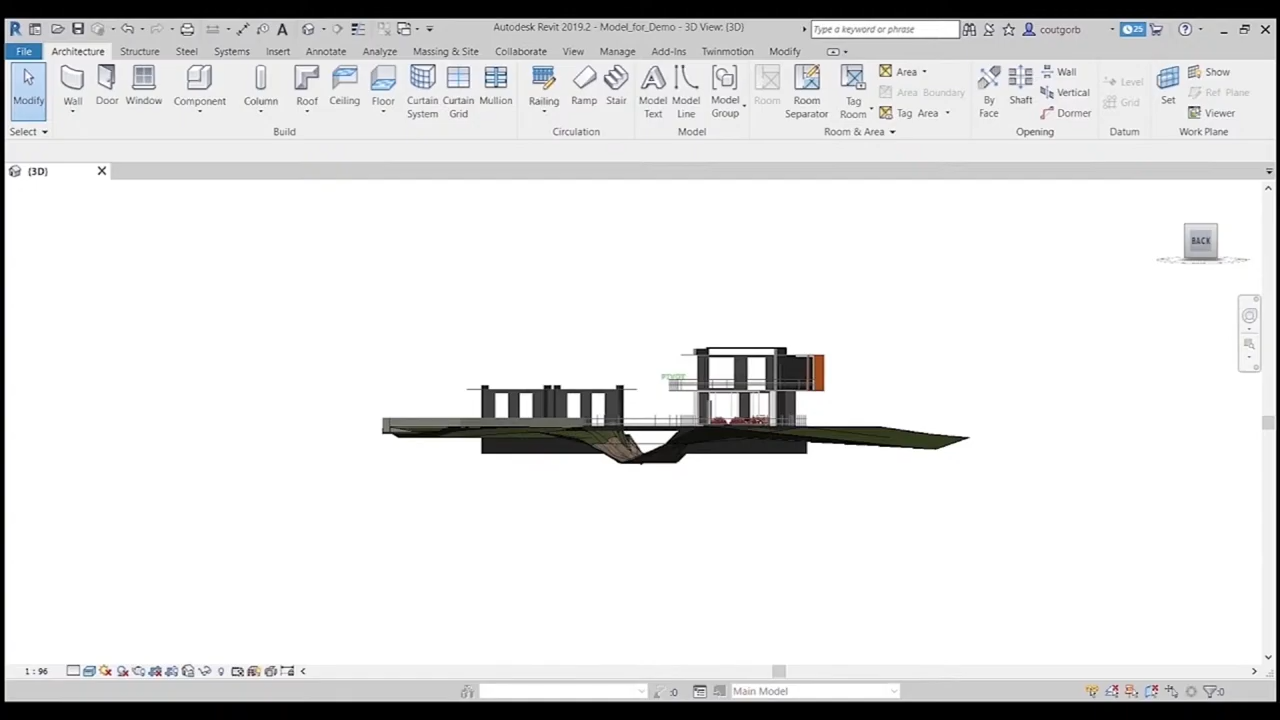 Autodesk Revit 2019.2 - Model_for_Demo - 3D View: {3D}
Type a keyword or phrase
coutgorb
25
File Architecture Structure Steel Systems Insert Annotate Analyze Massing & Site Collaborate View Manage Add-Ins Twinmotion Modify
Modify Wall Door Window Component Column Roof Ceiling Floor Curtain System Curtain Grid Mullion Railing Ramp Stair Model Text Model Line Model Group Room Room Separator Tag Room Area Area Boundary Tag Area By Face Shaft Wall Vertical Dormer Level Grid Set Show Ref Plane Viewer
Select Build Circulation Model Room & Area Opening Datum Work Plane
{3D}
BACK
1 : 96
:0 Main Model :0